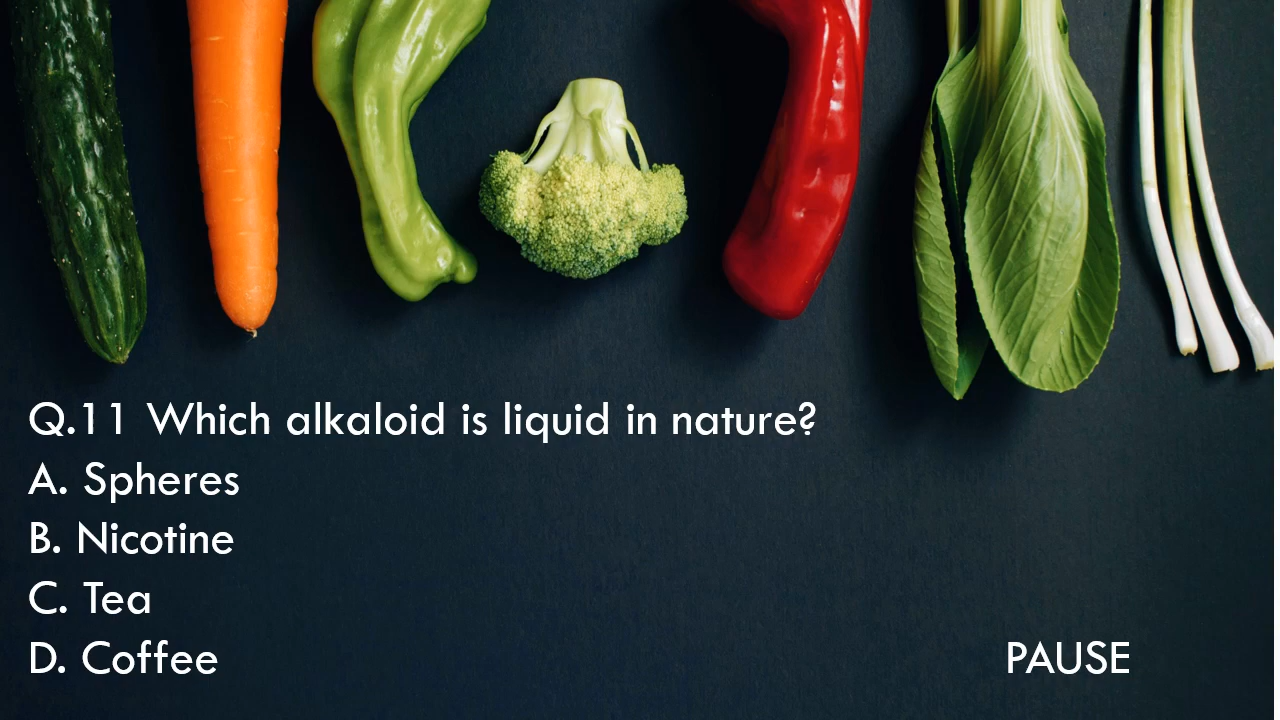 Q.11 Which alkaloid is liquid in nature?
A. Spheres
B. Nicotine
C. Tea
D. Coffee
PAUSE